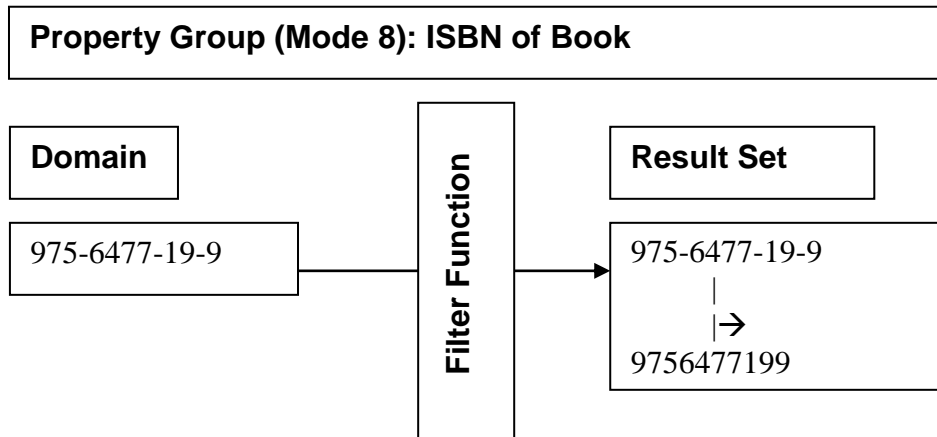 Property Group (Mode 8): ISBN of Book
Domain
975-6477-19-9
Filter Function
Result Set
975-6477-19-9
|
|→
9756477199